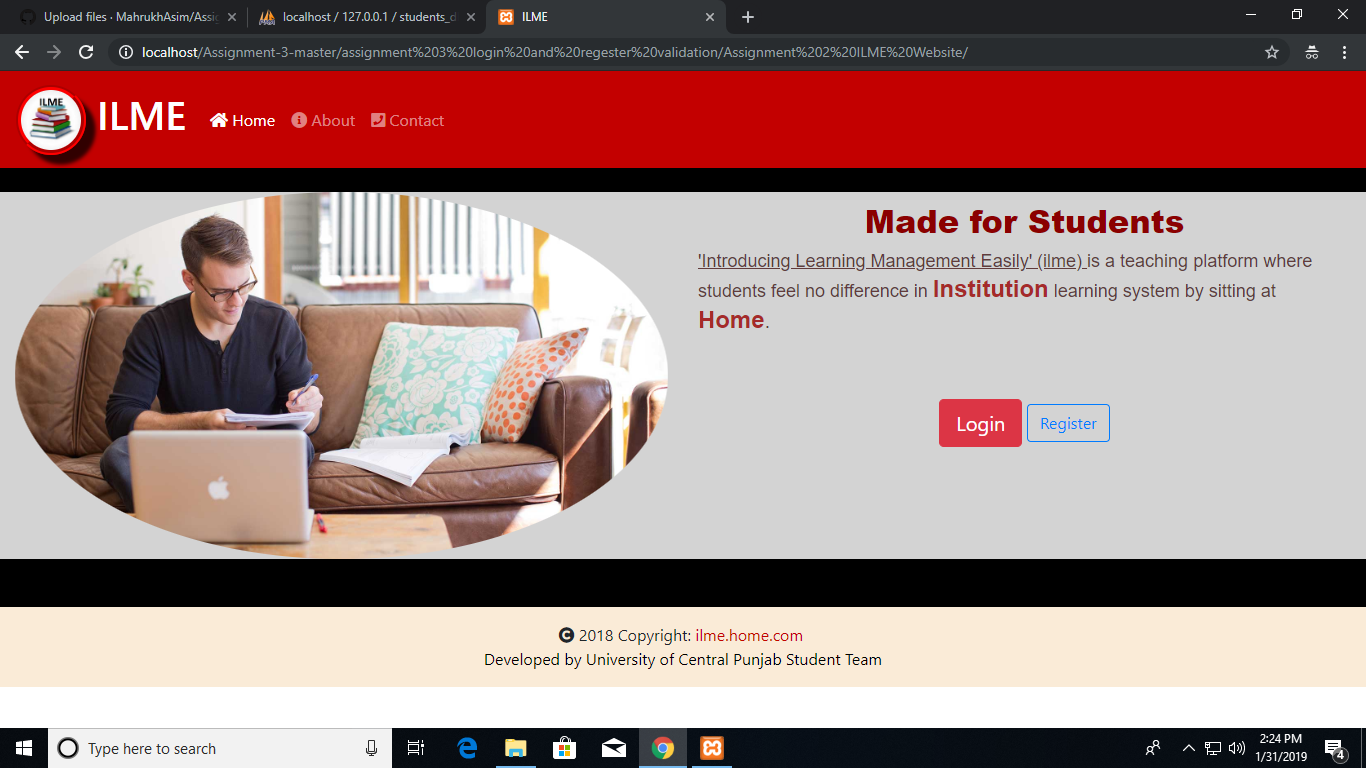 Upload files · MahrukhAsim/Assig
localhost / 127.0.0.1 / students_d
ILME
localhost/Assignment-3-master/assignment%203%20login%20and%20regester%20validation/Assignment%202%20ILME%20Website/
ILME
ILME
Home
About
Contact
Made for Students
'Introducing Learning Management Easily' (ilme) is a teaching platform where
students feel no difference in Institution learning system by sitting at
Home.
Login
Register
2018 Copyright: ilme.home.com
Developed by University of Central Punjab Student Team
Type here to search
2:24 PM
1/31/2019
4